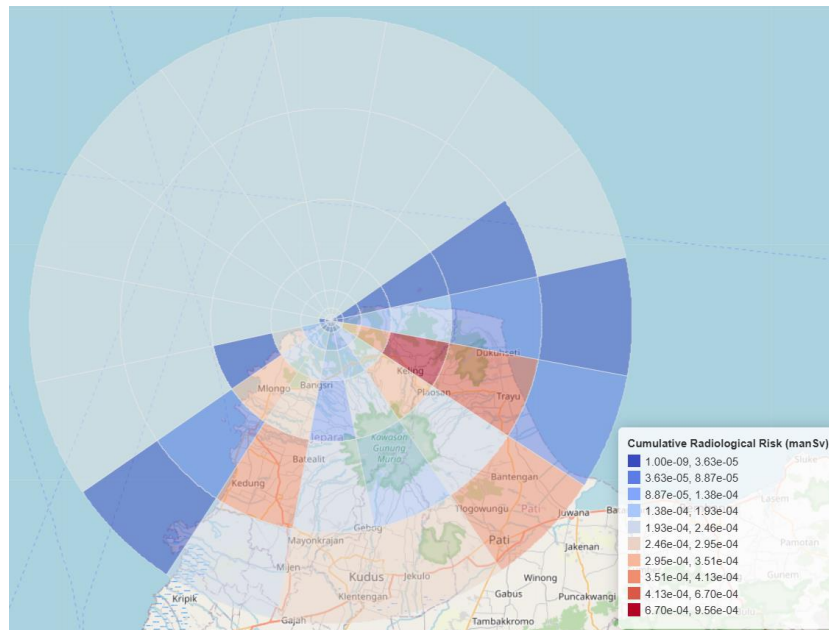 Mlongo
Bangsri
Keling
Dukuhseti
Plaosan
Trayu
Jepara
Batealit
Kawasan
Gunung
Muria
Kedung
Bantengan
Tlogowungu
Pati
Juwana
Gebog
Mayonkrajan
Pati
Jakenan
Mijen
Kudus
Jekulo
Winong
Klentengan
Gabus
Puncakwangi
Kripik
Gajah
Tambakkromo
Cumulative Radiological Risk (manSv)
1.00e-09, 3.63e-05
3.63e-05, 8.87e-05
8.87e-05, 1.38e-04
1.38e-04, 1.93e-04
1.93e-04, 2.46e-04
2.46e-04, 2.95e-04
2.95e-04, 3.51e-04
3.51e-04, 4.13e-04
4.13e-04, 6.70e-04
6.70e-04, 9.56e-04
Sluke
Lasem
Pamotan
Gunem